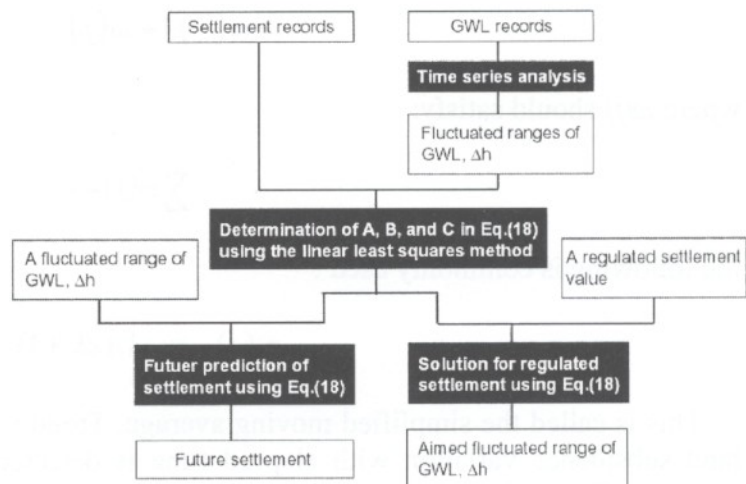 Settlement records
GWL records
Time series analysis
Fluctuated ranges of
GWL, Δh
Determination of A, B, and C in Eq.(18)
using the linear least squares method
A fluctuated range of
GWL, Δh
A regulated settlement
value
Futuer prediction of
settlement using Eq.(18)
Solution for regulated
settlement using Eq.(18)
Future settlement
Aimed fluctuated range of
GWL, Δh